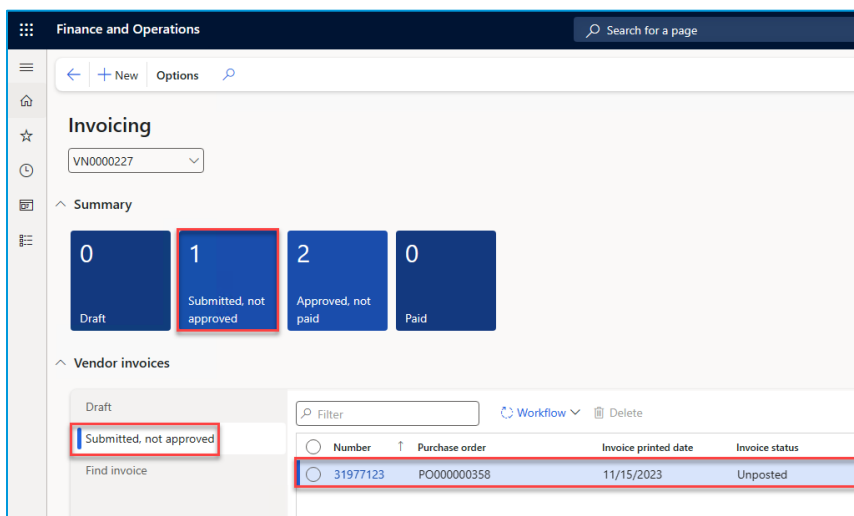 Finance and Operations
Search for a page
New Options
Invoicing
VN0000227
Summary
0
Draft
1
Submitted, not
approved
2
Approved, not
paid
0
Paid
Vendor invoices
Draft
Submitted, not approved
Find invoice
Filter Workflow Delete
Number ↑ Purchase order Invoice printed date Invoice status
31977123 PO000000358 11/15/2023 Unposted